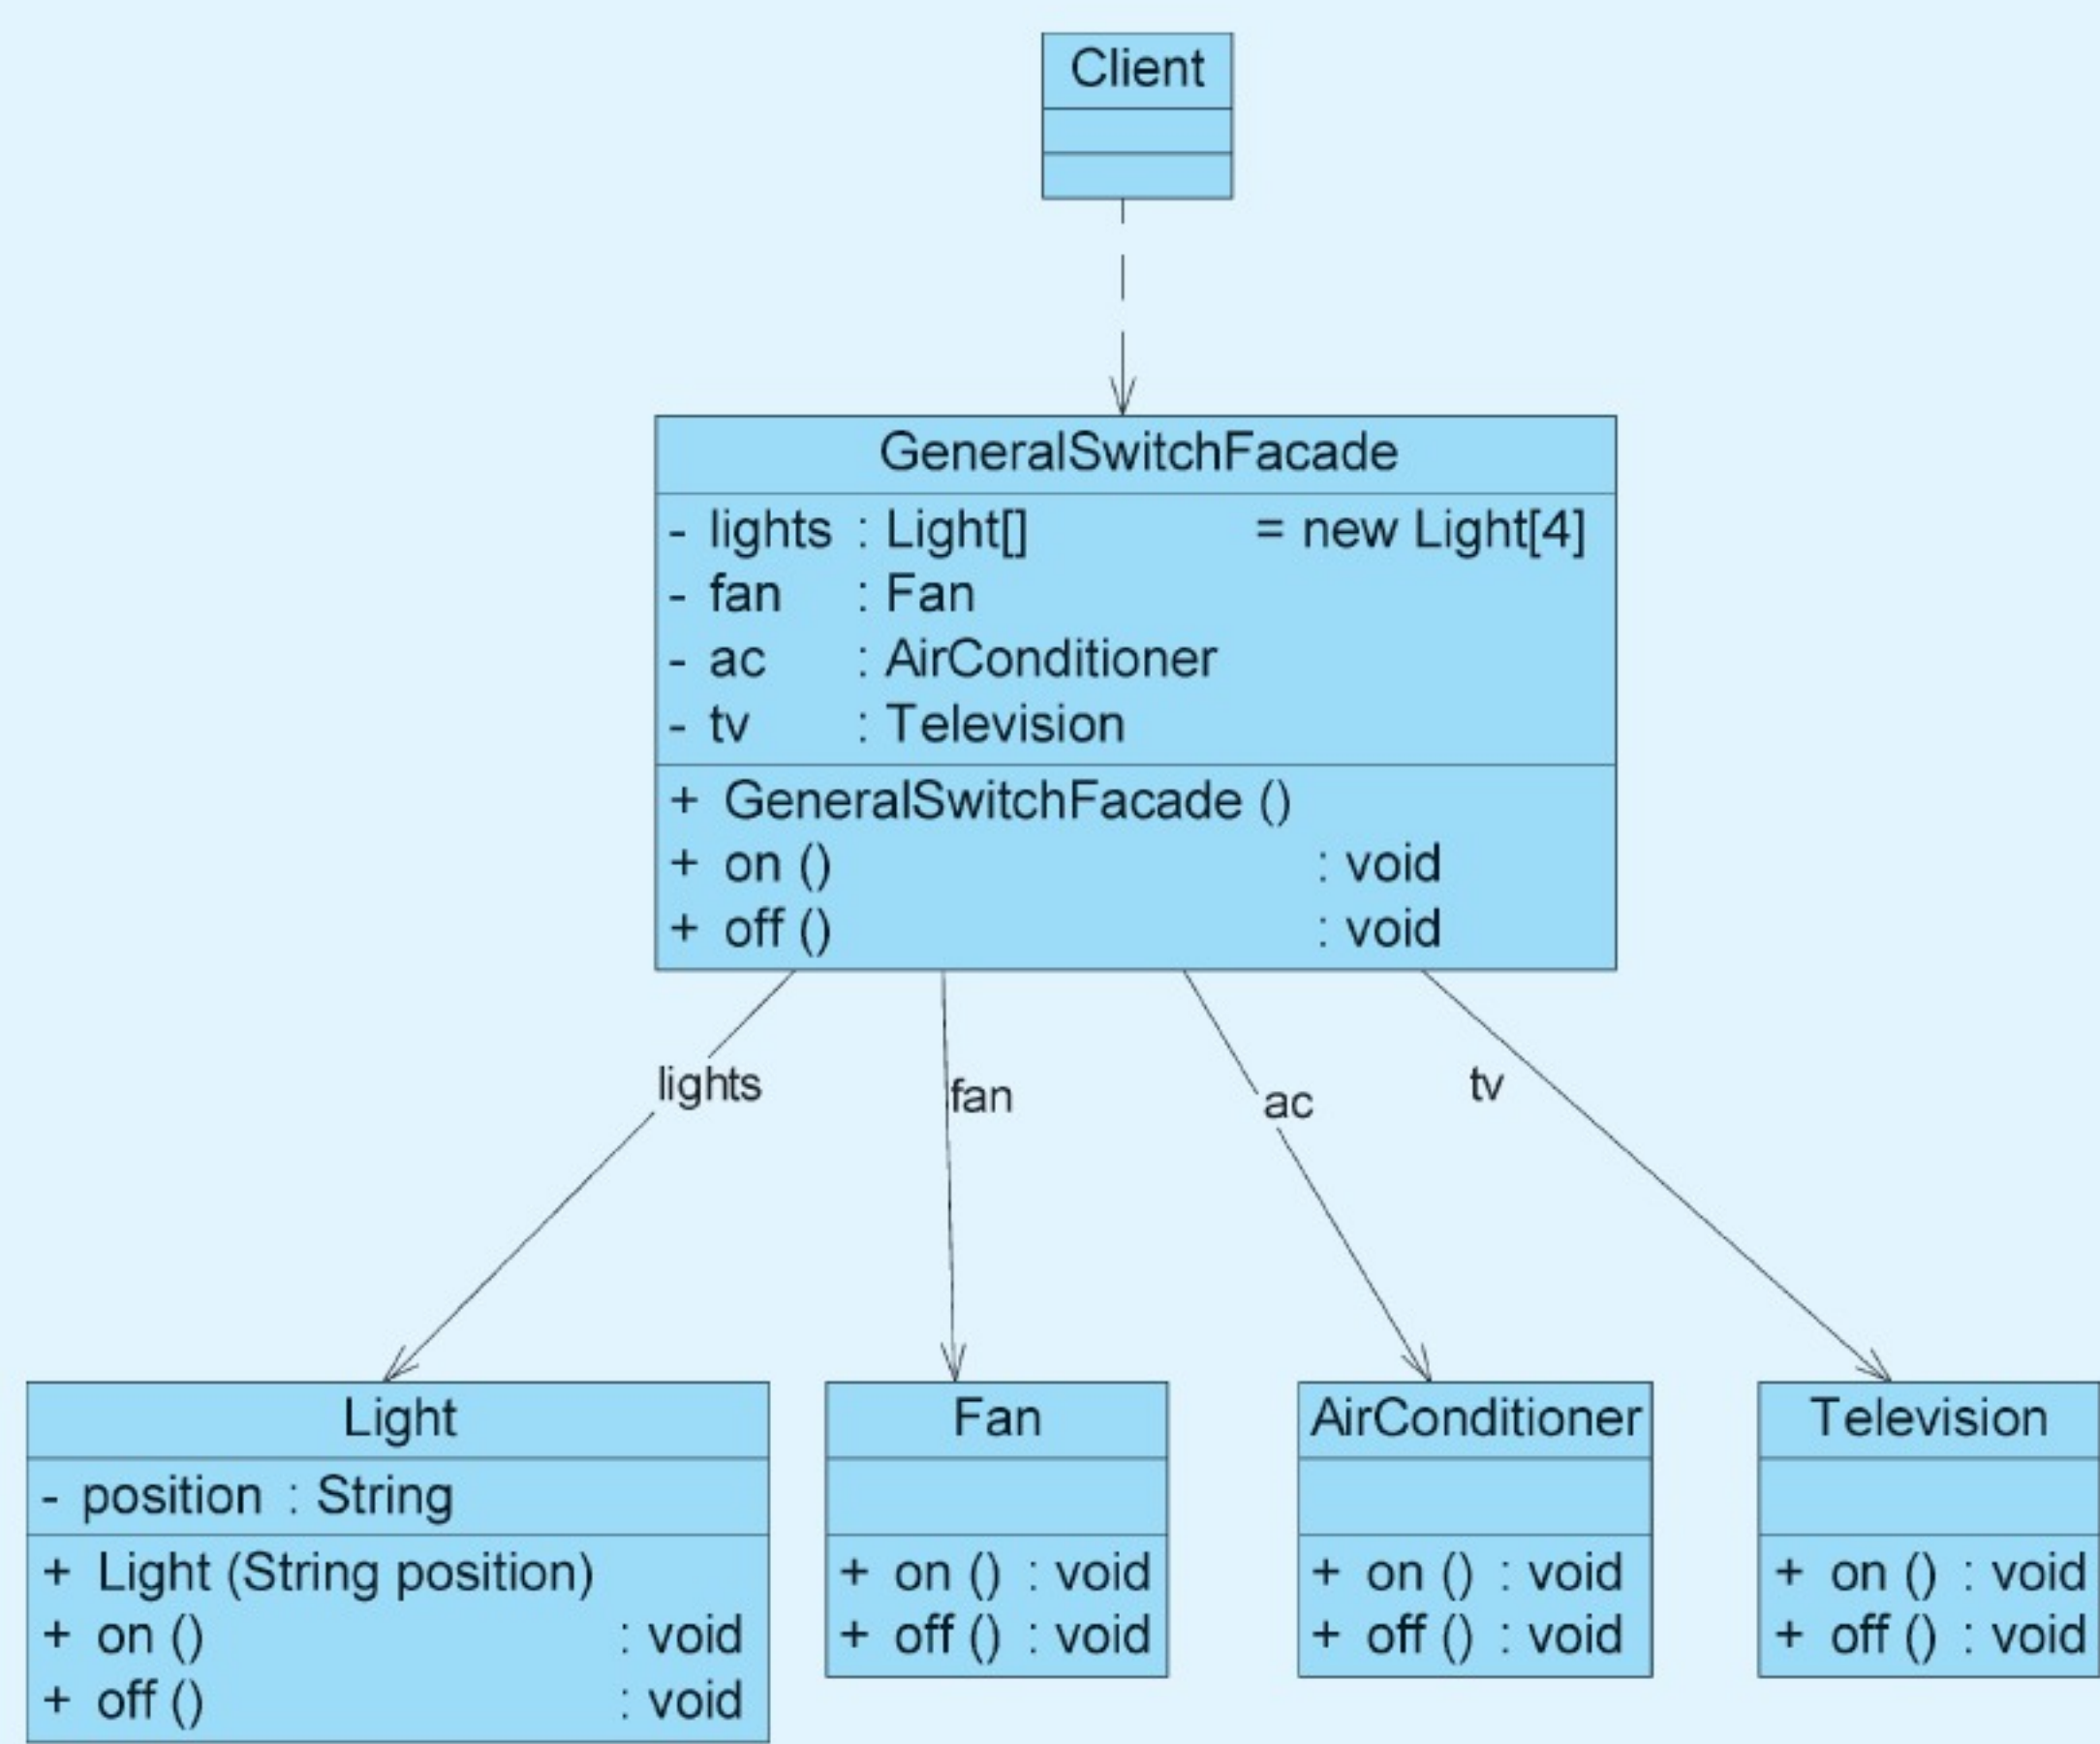 Client
GeneralSwitchFacade
- lights : Light[] = new Light[4]
- fan : Fan
- ac : AirConditioner
- tv : Television
+ GeneralSwitchFacade ()
+ on () : void
+ off () : void
lights
fan
ac
tv
Light
- position : String
+ Light (String position)
+ on () : void
+ off () : void
Fan
+ on () : void
+ off () : void
AirConditioner
+ on () : void
+ off () : void
Television
+ on () : void
+ off () : void